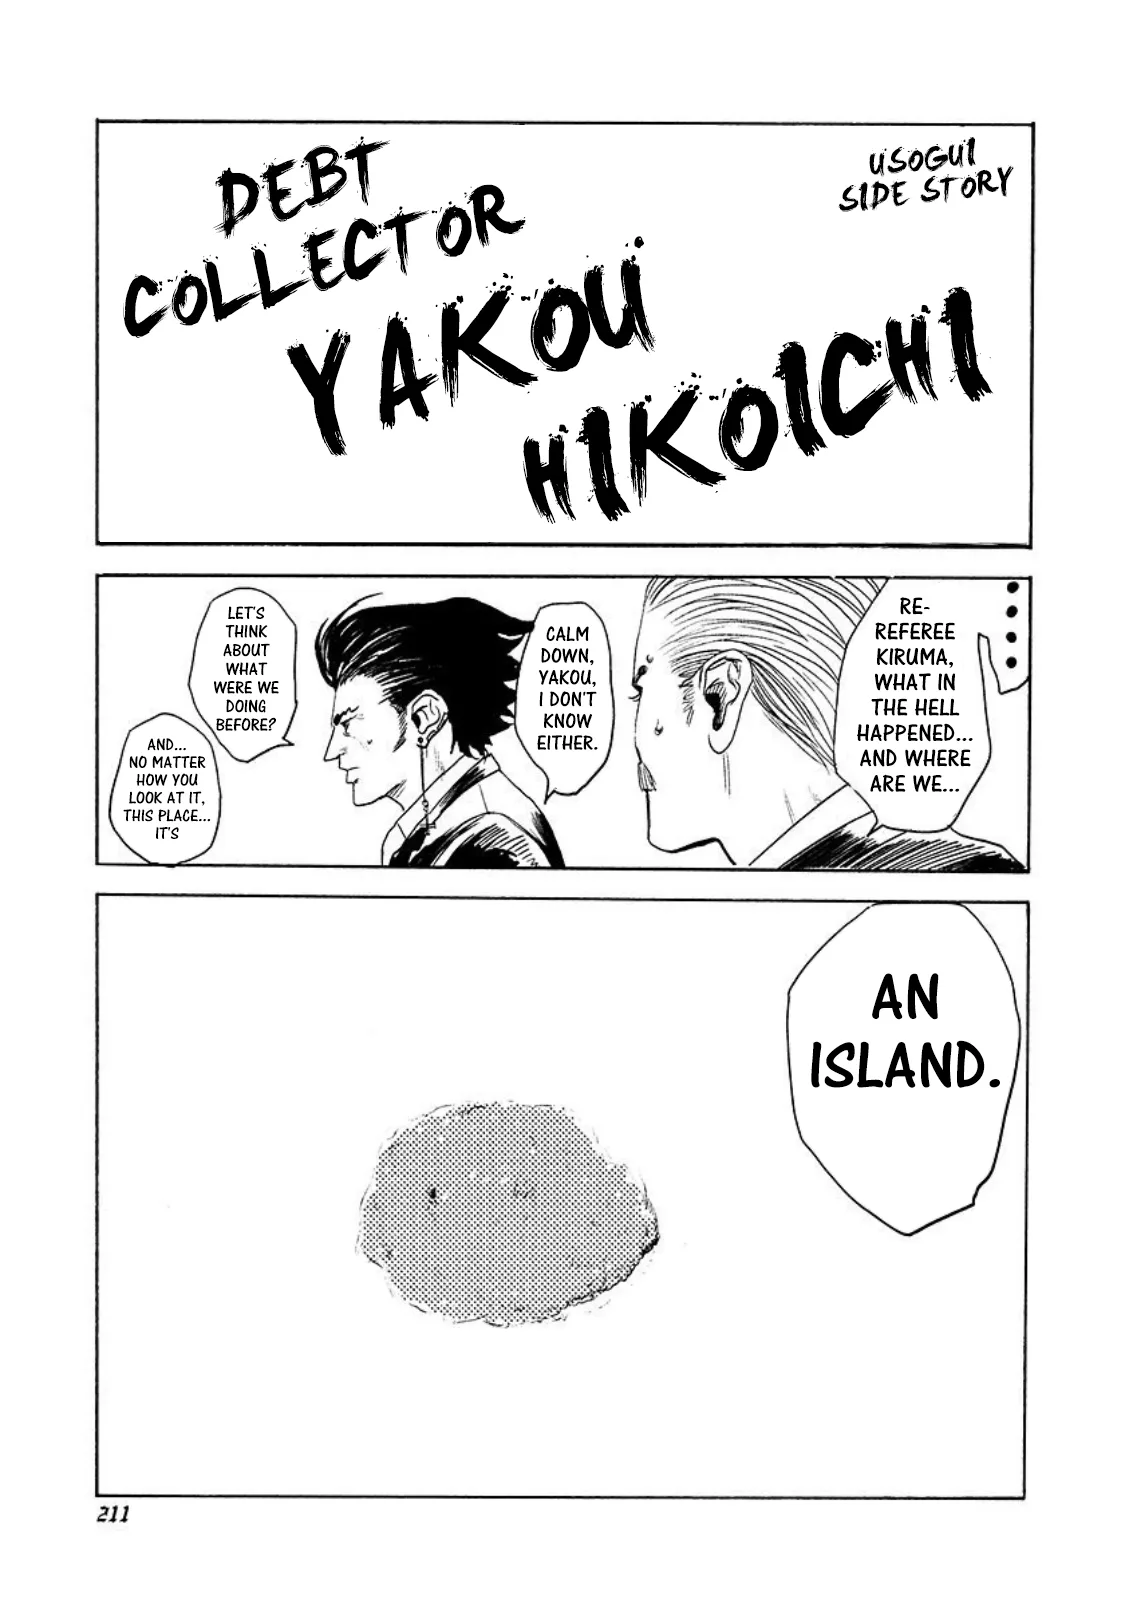 DEBT
COLLECTOR
YAKOU
HIKOICHI
USOGUI
SIDE STORY
RE-
REFEREE
KIRUMA,
WHAT IN
THE HELL
HAPPENED...
AND WHERE
ARE WE...
CALM
DOWN,
YAKOU,
I DON'T
KNOW
EITHER.
LET'S
THINK
ABOUT
WHAT
WERE WE
DOING
BEFORE?
AND...
NO MATTER
HOW YOU
LOOK AT IT,
THIS PLACE...
IT'S
AN
ISLAND.
211